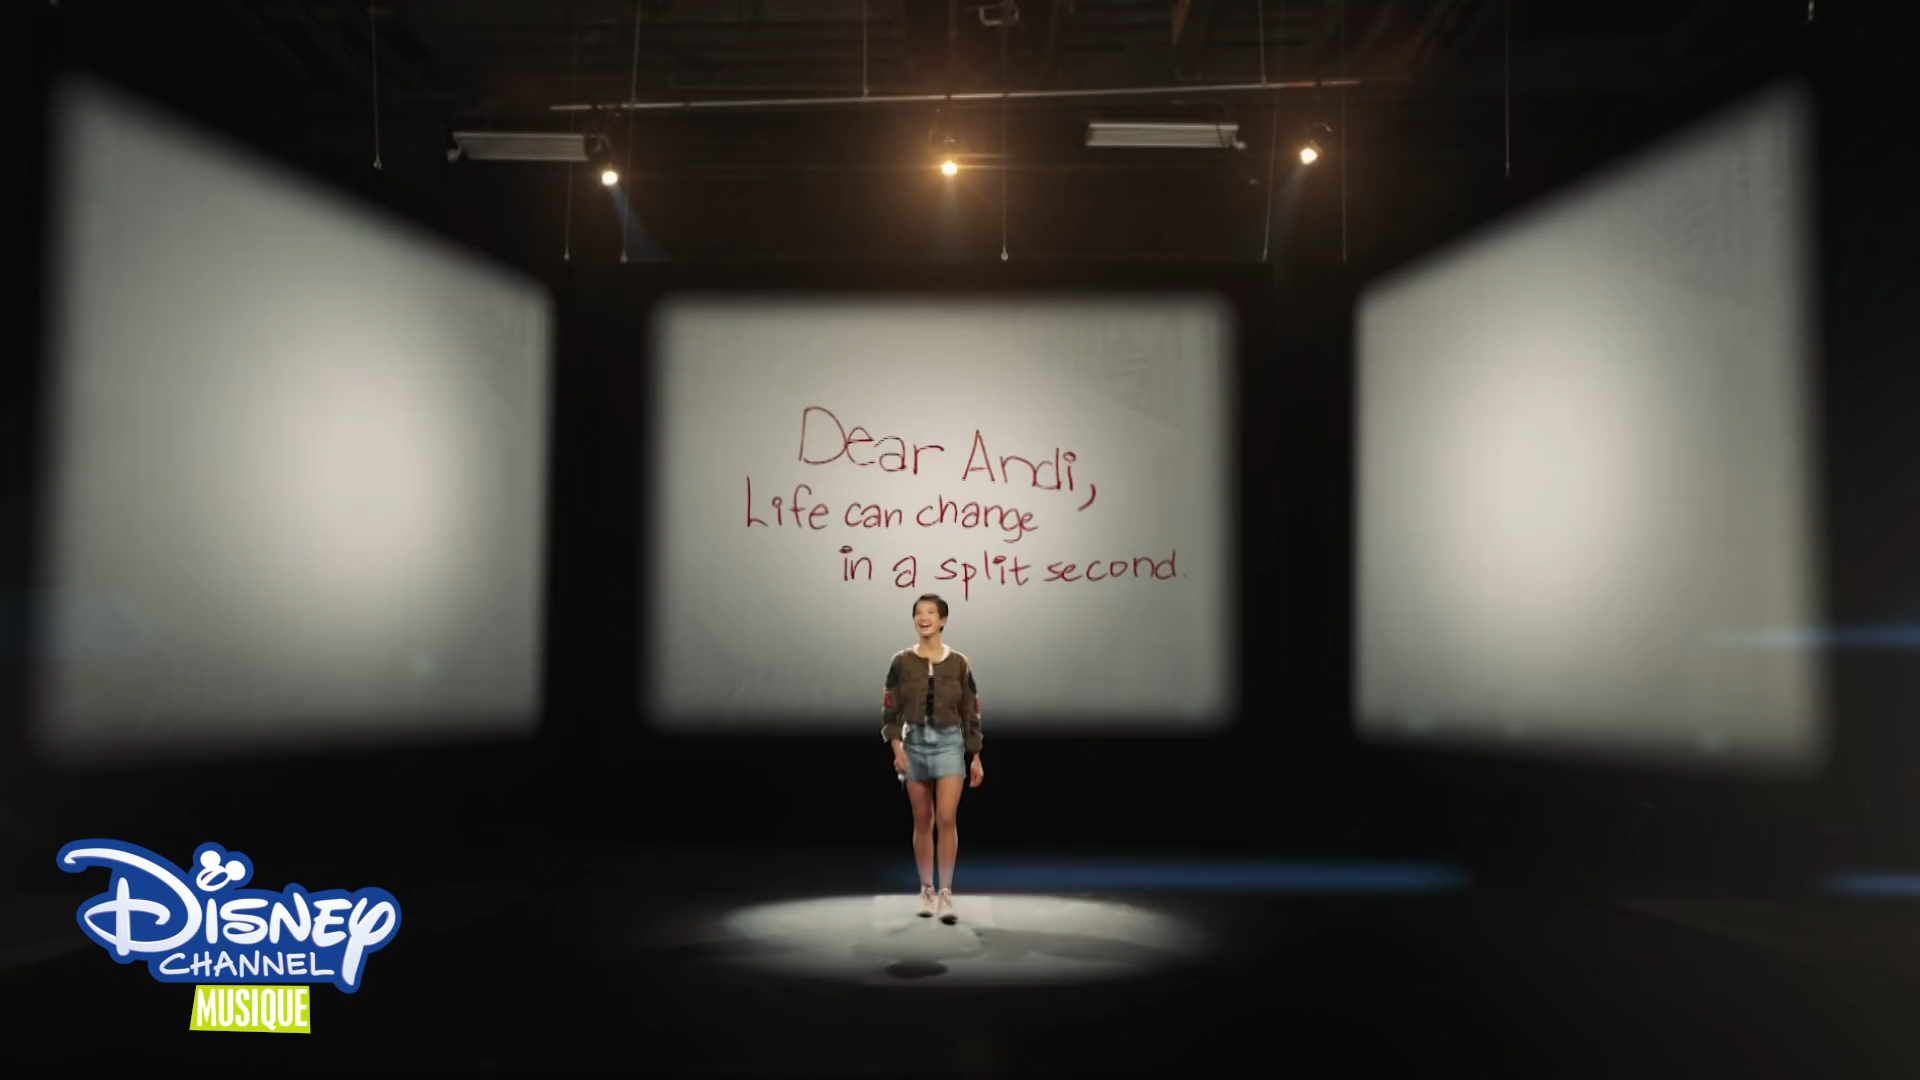 Dear Andi,
Life can change
in a split second.
Disney
CHANNEL
MUSIQUE